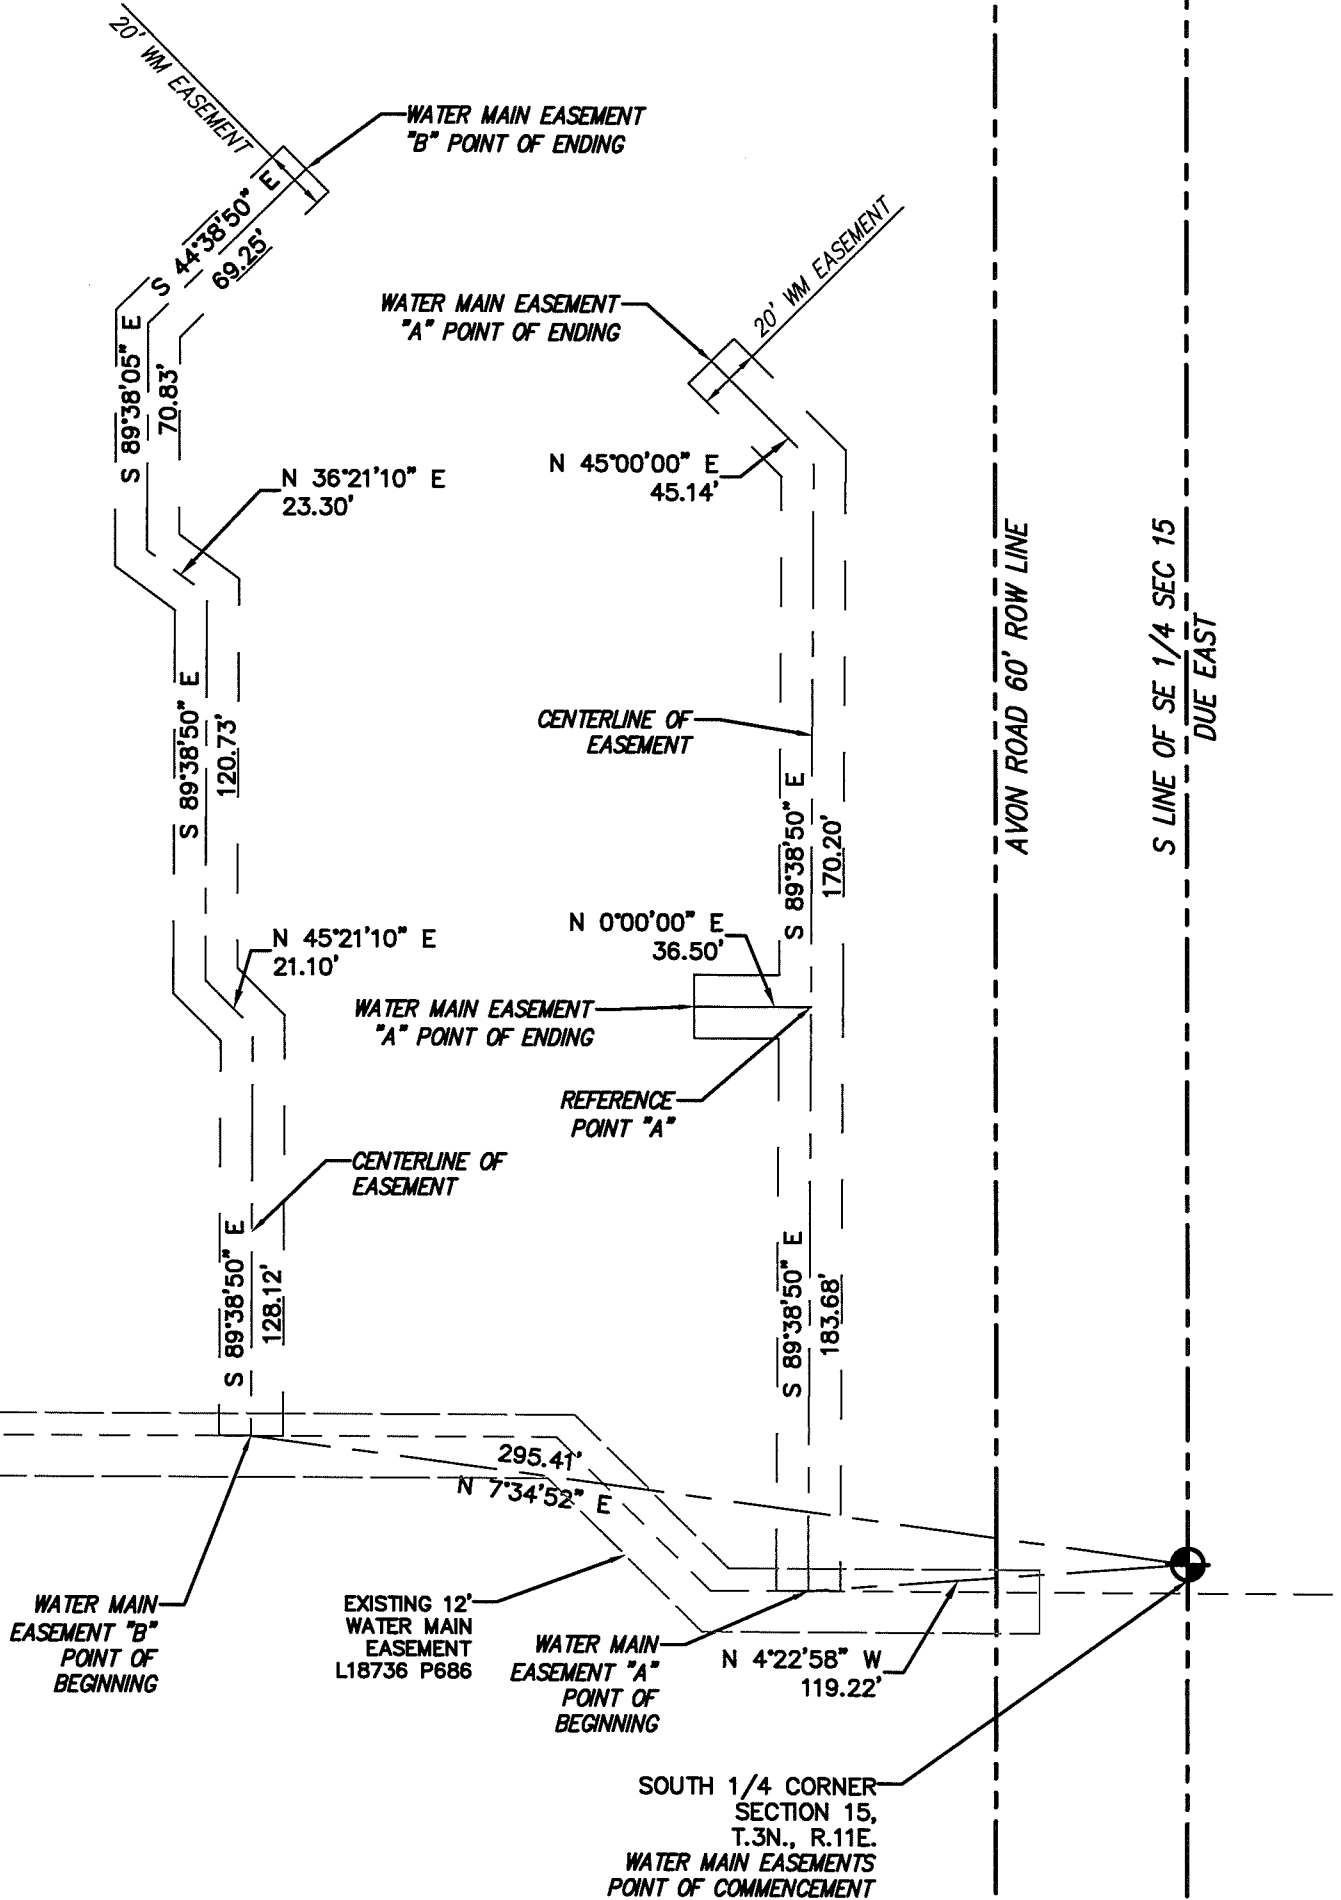 20' WM EASEMENT
WATER MAIN EASEMENT
"B" POINT OF ENDING
S 44°38'50" E
69.25'
20' WM EASEMENT
WATER MAIN EASEMENT
"A" POINT OF ENDING
S 89°38'05" E
70.83'
N 36°21'10" E
23.30'
N 45°00'00" E
45.14'
AVON ROAD 60' ROW LINE
S LINE OF SE 1/4 SEC 15
DUE EAST
S 89°38'50" E
120.73'
CENTERLINE OF
EASEMENT
S 89°38'50" E
170.20'
N 45°21'10" E
21.10'
N 0°00'00" E
36.50'
WATER MAIN EASEMENT
"A" POINT OF ENDING
REFERENCE
POINT "A"
CENTERLINE OF
EASEMENT
S 89°38'50" E
128.12'
S 89°38'50" E
183.68'
295.41'
N 7°34'52" E
WATER MAIN
EASEMENT "B"
POINT OF
BEGINNING
EXISTING 12'
WATER MAIN
EASEMENT
L18736 P686
WATER MAIN
EASEMENT "A"
POINT OF
BEGINNING
N 4°22'58" W
119.22'
SOUTH 1/4 CORNER
SECTION 15,
T.3N., R.11E.
WATER MAIN EASEMENTS
POINT OF COMMENCEMENT